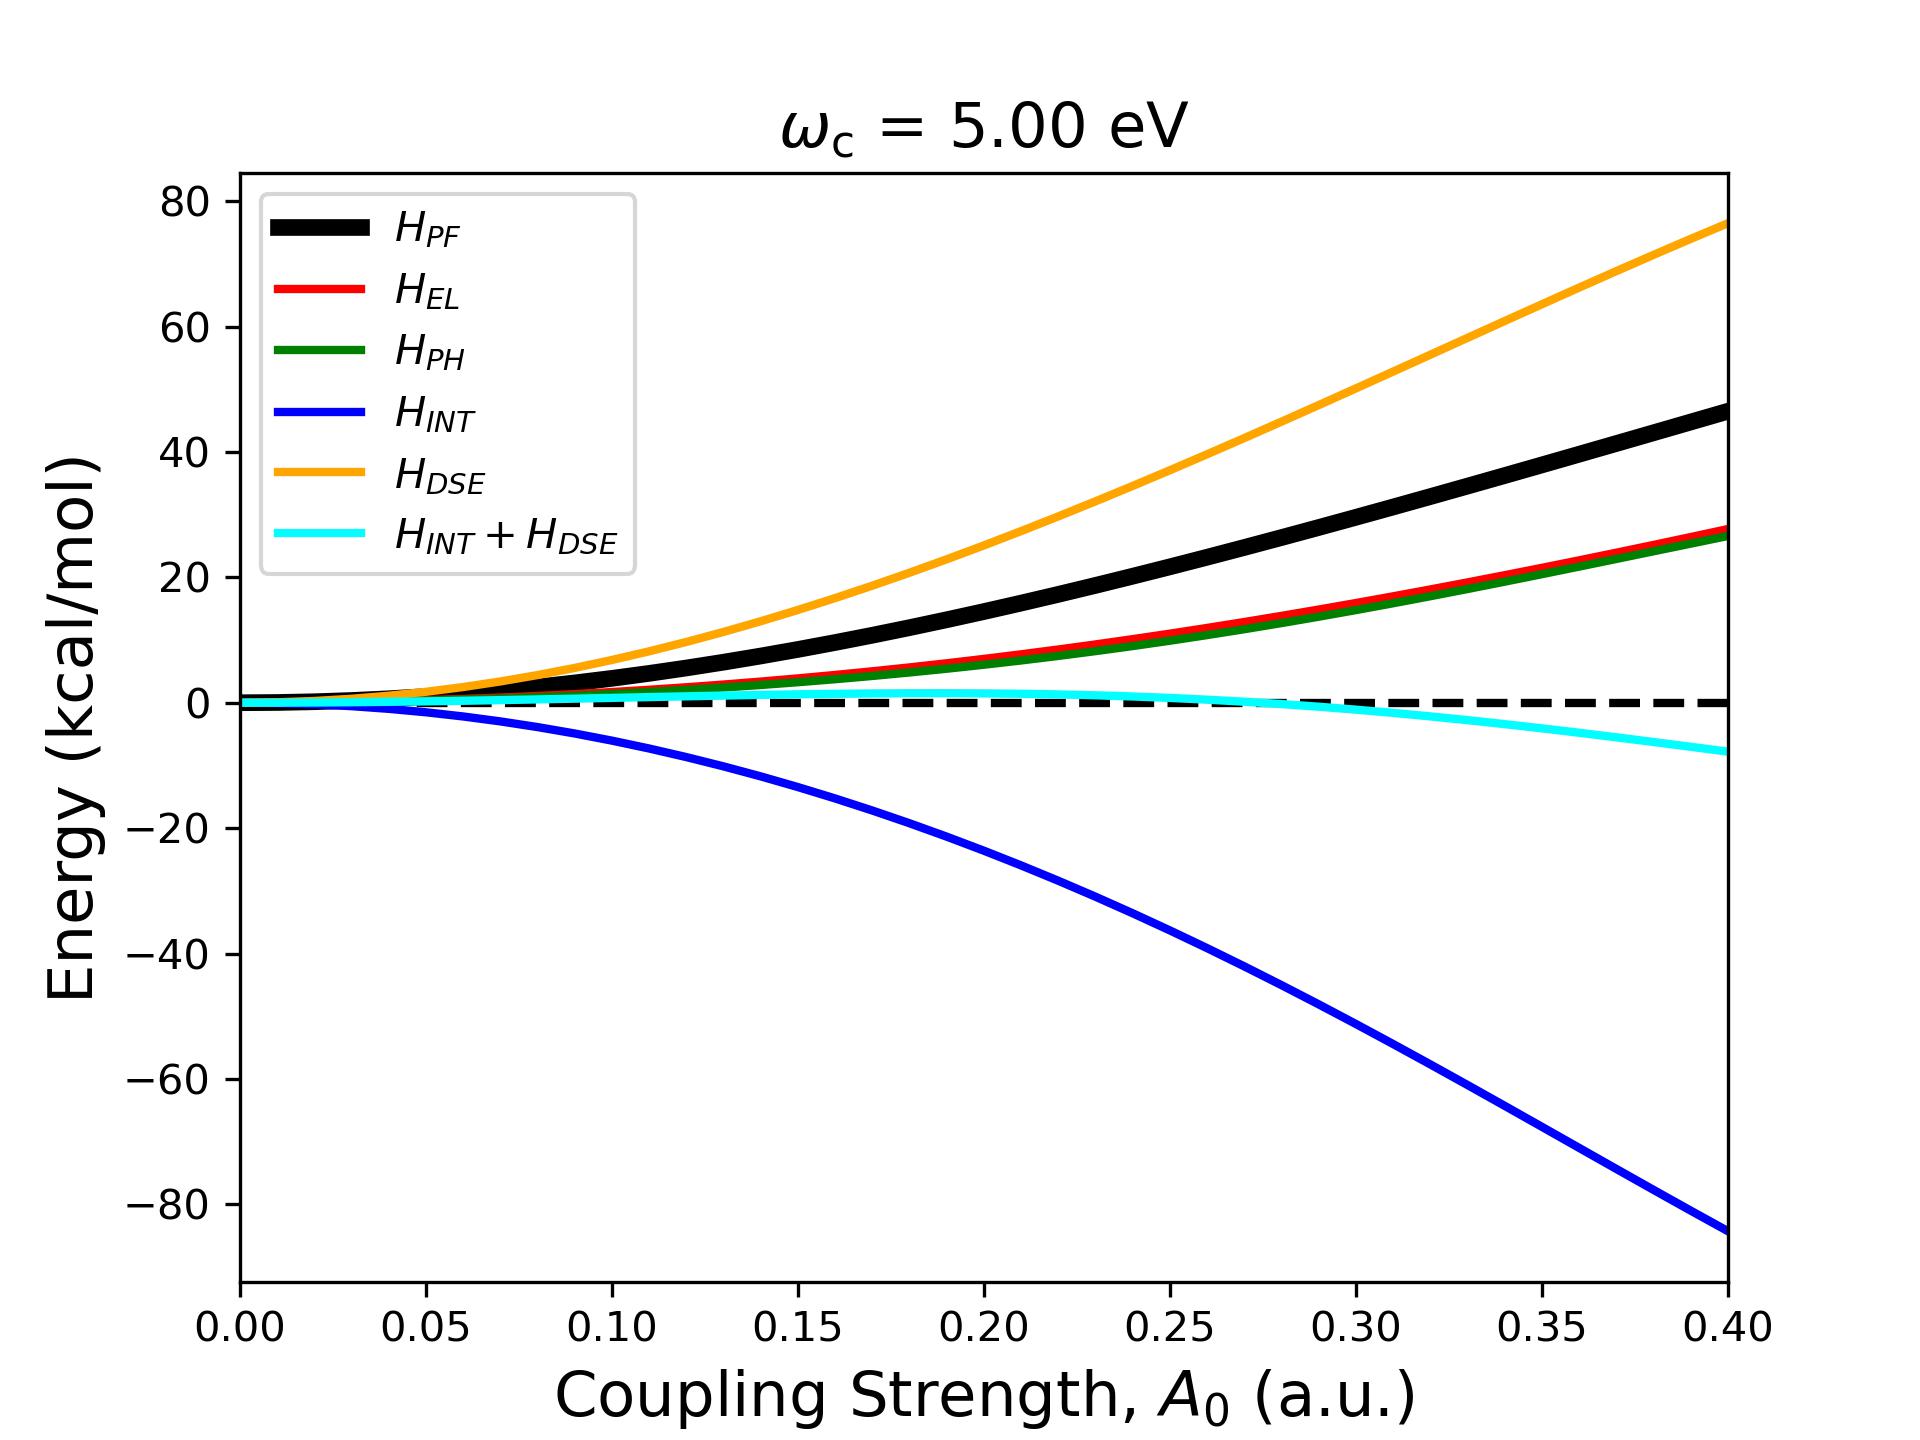 ω_c = 5.00 eV
H_PF
H_EL
H_PH
H_INT
H_DSE
H_INT + H_DSE
80
60
40
20
0
−20
−40
−60
−80
Energy (kcal/mol)
0.00 0.05 0.10 0.15 0.20 0.25 0.30 0.35 0.40
Coupling Strength, A_0 (a.u.)